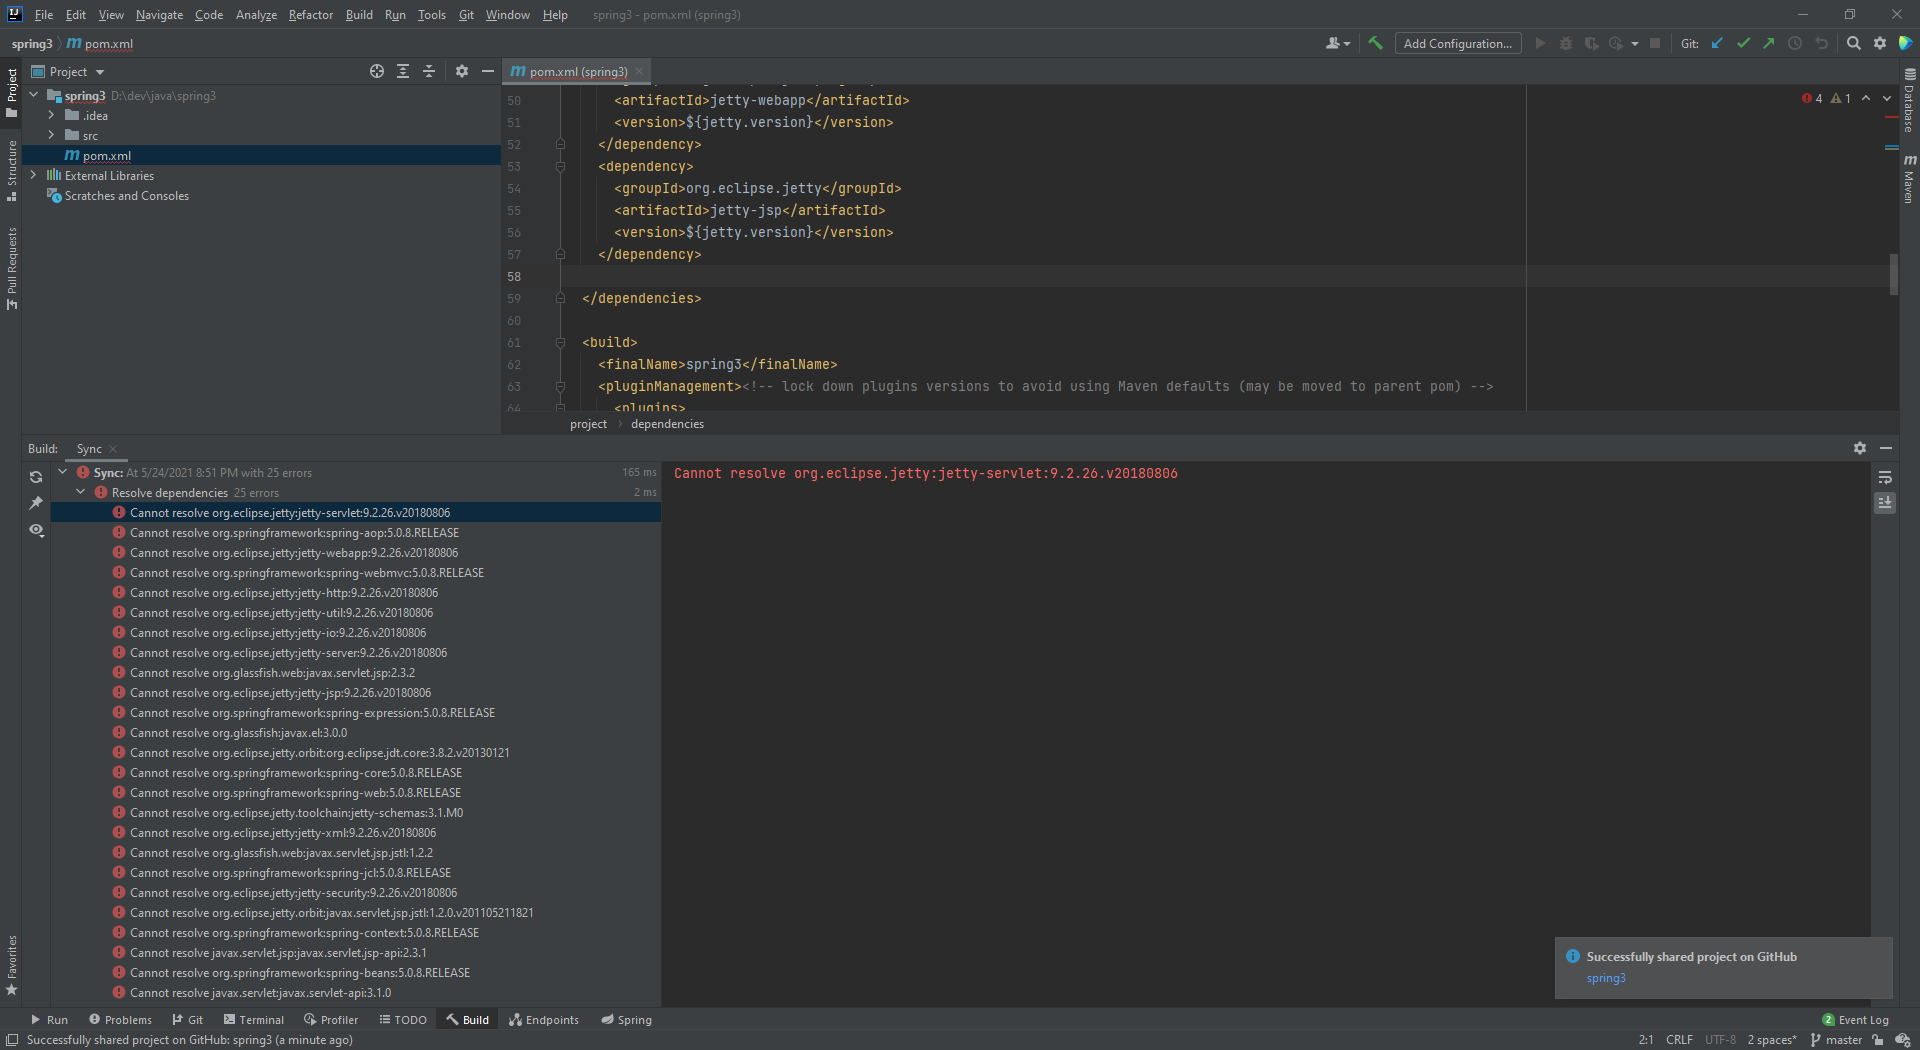 File Edit View Navigate Code Analyze Refactor Build Run Tools Git Window Help spring3 - pom.xml (spring3)
spring3 pom.xml Add Configuration... Git:
Project
pom.xml (spring3)
spring3 D:\dev\java\spring3
.idea
src
pom.xml
External Libraries
Scratches and Consoles
Project
Structure
Pull Requests
Favorites
50 <artifactId>jetty-webapp</artifactId>
51 <version>${jetty.version}</version>
52 </dependency>
53 <dependency>
54 <groupId>org.eclipse.jetty</groupId>
55 <artifactId>jetty-jsp</artifactId>
56 <version>${jetty.version}</version>
57 </dependency>
58
59 </dependencies>
60
61 <build>
62 <finalName>spring3</finalName>
63 <pluginManagement><!-- lock down plugins versions to avoid using Maven defaults (may be moved to parent pom) -->
64 <plugins>
4 1
Database
Maven
project dependencies
Build: Sync
Sync: At 5/24/2021 8:51 PM with 25 errors 165 ms
Resolve dependencies 25 errors 2 ms
Cannot resolve org.eclipse.jetty:jetty-servlet:9.2.26.v20180806
Cannot resolve org.springframework:spring-aop:5.0.8.RELEASE
Cannot resolve org.eclipse.jetty:jetty-webapp:9.2.26.v20180806
Cannot resolve org.springframework:spring-webmvc:5.0.8.RELEASE
Cannot resolve org.eclipse.jetty:jetty-http:9.2.26.v20180806
Cannot resolve org.eclipse.jetty:jetty-util:9.2.26.v20180806
Cannot resolve org.eclipse.jetty:jetty-io:9.2.26.v20180806
Cannot resolve org.eclipse.jetty:jetty-server:9.2.26.v20180806
Cannot resolve org.glassfish.web:javax.servlet.jsp:2.3.2
Cannot resolve org.eclipse.jetty:jetty-jsp:9.2.26.v20180806
Cannot resolve org.springframework:spring-expression:5.0.8.RELEASE
Cannot resolve org.glassfish:javax.el:3.0.0
Cannot resolve org.eclipse.jetty.orbit:org.eclipse.jdt.core:3.8.2.v20130121
Cannot resolve org.springframework:spring-core:5.0.8.RELEASE
Cannot resolve org.springframework:spring-web:5.0.8.RELEASE
Cannot resolve org.eclipse.jetty.toolchain:jetty-schemas:3.1.M0
Cannot resolve org.eclipse.jetty:jetty-xml:9.2.26.v20180806
Cannot resolve org.glassfish.web:javax.servlet.jsp.jstl:1.2.2
Cannot resolve org.springframework:spring-jcl:5.0.8.RELEASE
Cannot resolve org.eclipse.jetty:jetty-security:9.2.26.v20180806
Cannot resolve org.eclipse.jetty.orbit:javax.servlet.jsp.jstl:1.2.0.v201105211821
Cannot resolve org.springframework:spring-context:5.0.8.RELEASE
Cannot resolve javax.servlet.jsp:javax.servlet.jsp-api:2.3.1
Cannot resolve org.springframework:spring-beans:5.0.8.RELEASE
Cannot resolve javax.servlet:javax.servlet-api:3.1.0
Cannot resolve org.eclipse.jetty:jetty-servlet:9.2.26.v20180806
Successfully shared project on GitHub
spring3
Run Problems Git Terminal Profiler TODO Build Endpoints Spring 2 Event Log
Successfully shared project on GitHub: spring3 (a minute ago) 2:1 CRLF UTF-8 2 spaces* master